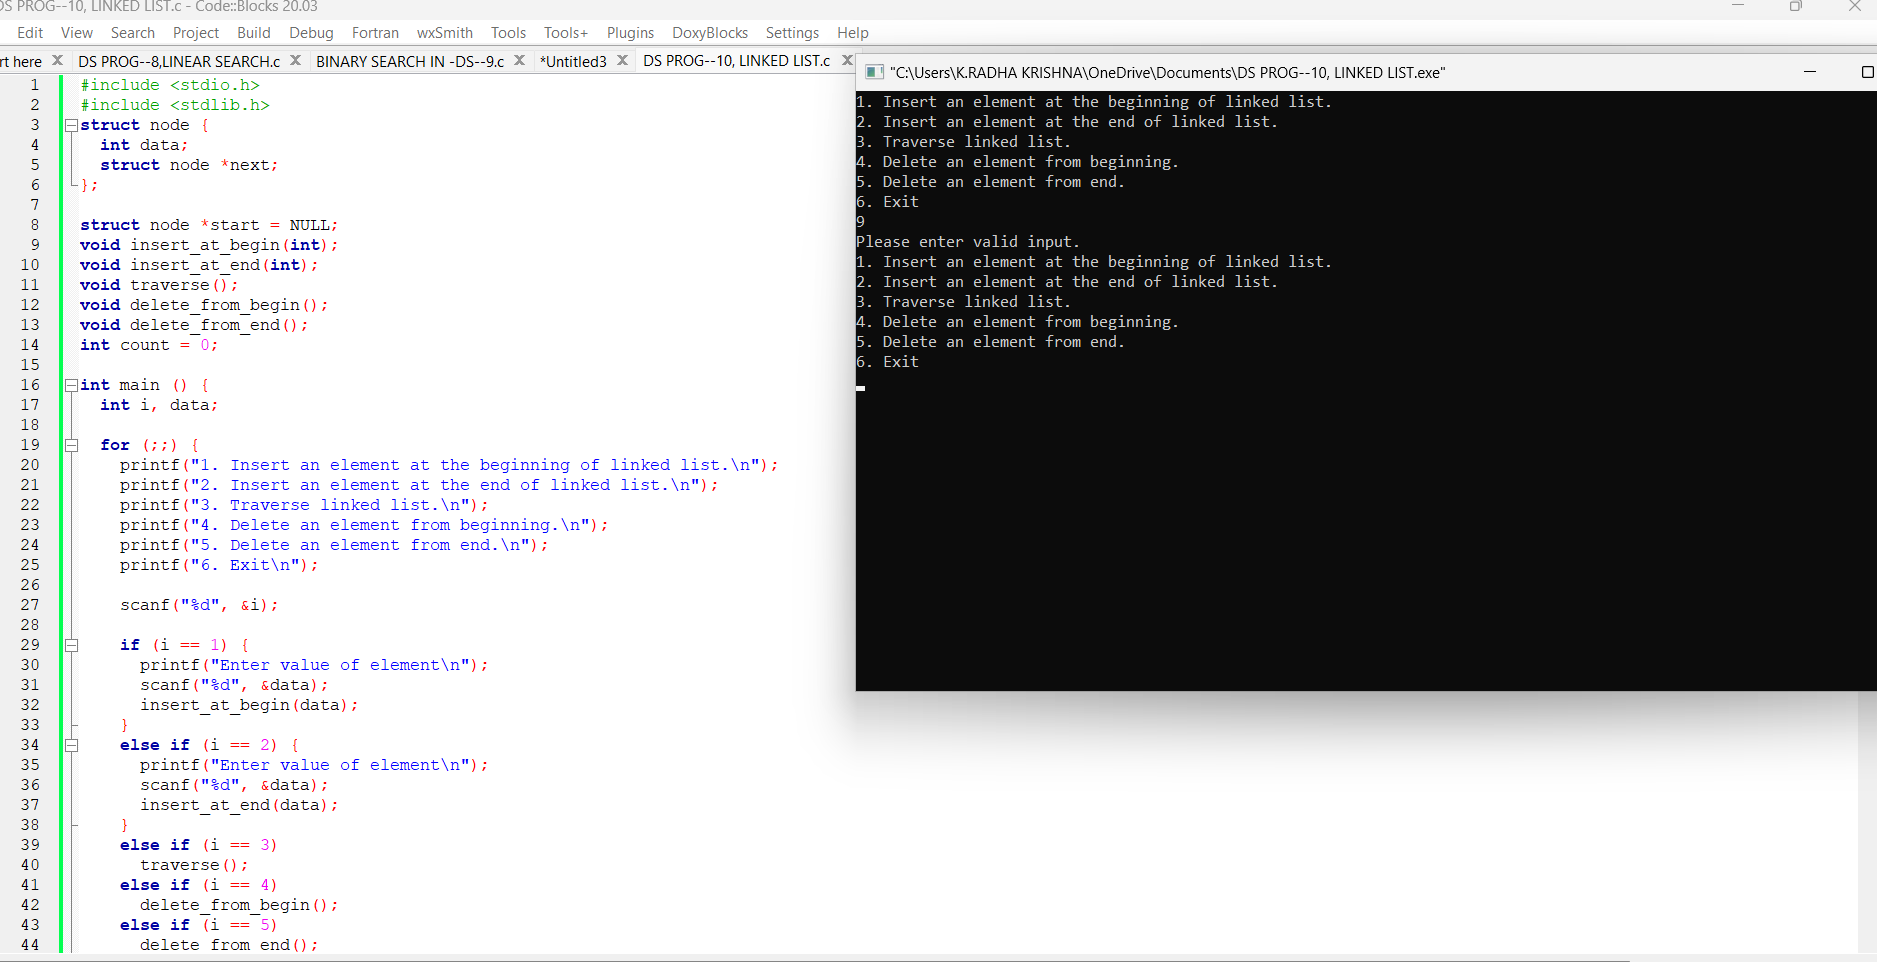 DS PROG--10, LINKED LIST.c - Code::Blocks 20.03
Edit View Search Project Build Debug Fortran wxSmith Tools Tools+ Plugins DoxyBlocks Settings Help
rt here X DS PROG--8,LINEAR SEARCH.c X BINARY SEARCH IN -DS--9.c X *Untitled3 X DS PROG--10, LINKED LIST.c X
1 #include <stdio.h>
2 #include <stdlib.h>
3 struct node {
4 int data;
5 struct node *next;
6 };
7
8 struct node *start = NULL;
9 void insert_at_begin(int);
10 void insert_at_end(int);
11 void traverse();
12 void delete_from_begin();
13 void delete_from_end();
14 int count = 0;
15
16 int main () {
17 int i, data;
18
19 for (;;) {
20 printf("1. Insert an element at the beginning of linked list.\n");
21 printf("2. Insert an element at the end of linked list.\n");
22 printf("3. Traverse linked list.\n");
23 printf("4. Delete an element from beginning.\n");
24 printf("5. Delete an element from end.\n");
25 printf("6. Exit\n");
26
27 scanf("%d", &i);
28
29 if (i == 1) {
30 printf("Enter value of element\n");
31 scanf("%d", &data);
32 insert_at_begin(data);
33 }
34 else if (i == 2) {
35 printf("Enter value of element\n");
36 scanf("%d", &data);
37 insert_at_end(data);
38 }
39 else if (i == 3)
40 traverse();
41 else if (i == 4)
42 delete_from_begin();
43 else if (i == 5)
44 delete from end();
"C:\Users\K.RADHA KRISHNA\OneDrive\Documents\DS PROG--10, LINKED LIST.exe"
1. Insert an element at the beginning of linked list.
2. Insert an element at the end of linked list.
3. Traverse linked list.
4. Delete an element from beginning.
5. Delete an element from end.
6. Exit
9
Please enter valid input.
1. Insert an element at the beginning of linked list.
2. Insert an element at the end of linked list.
3. Traverse linked list.
4. Delete an element from beginning.
5. Delete an element from end.
6. Exit